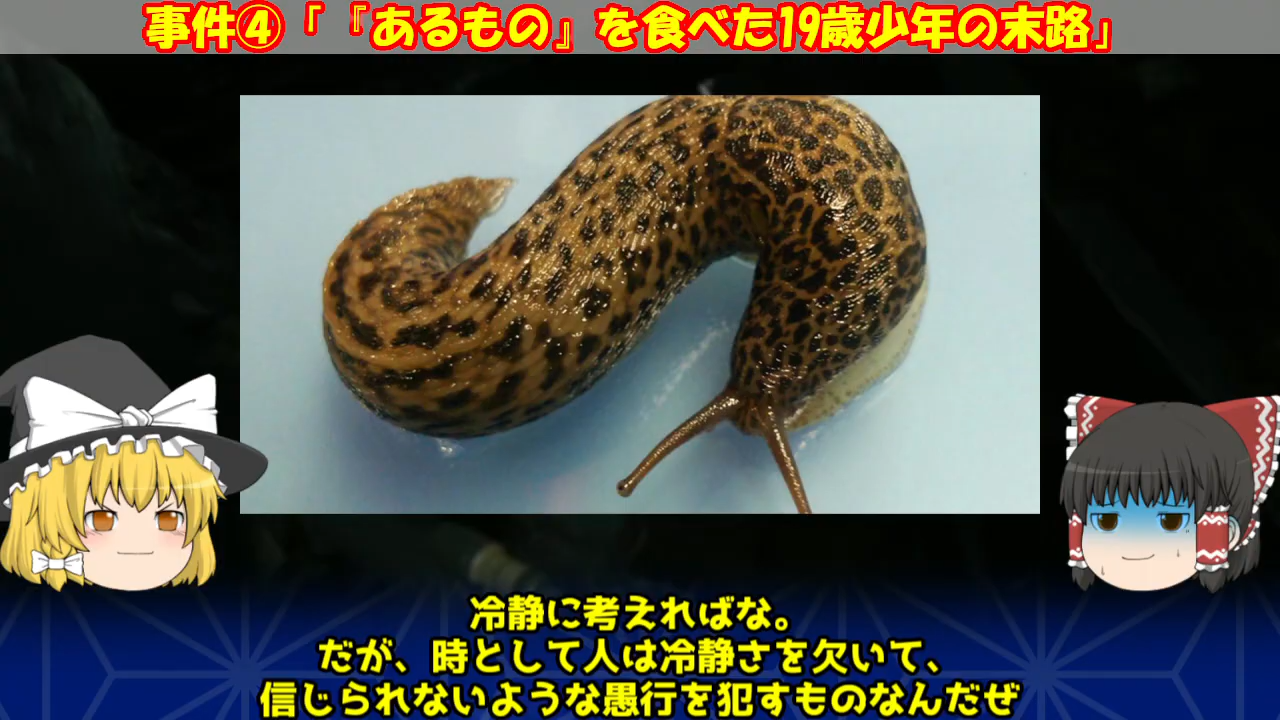 事件④「『あるもの』を食べた19歳少年の末路」
冷静に考えればな。
だが、時として人は冷静さを欠いて、
信じられないような愚行を犯すものなんだぜ